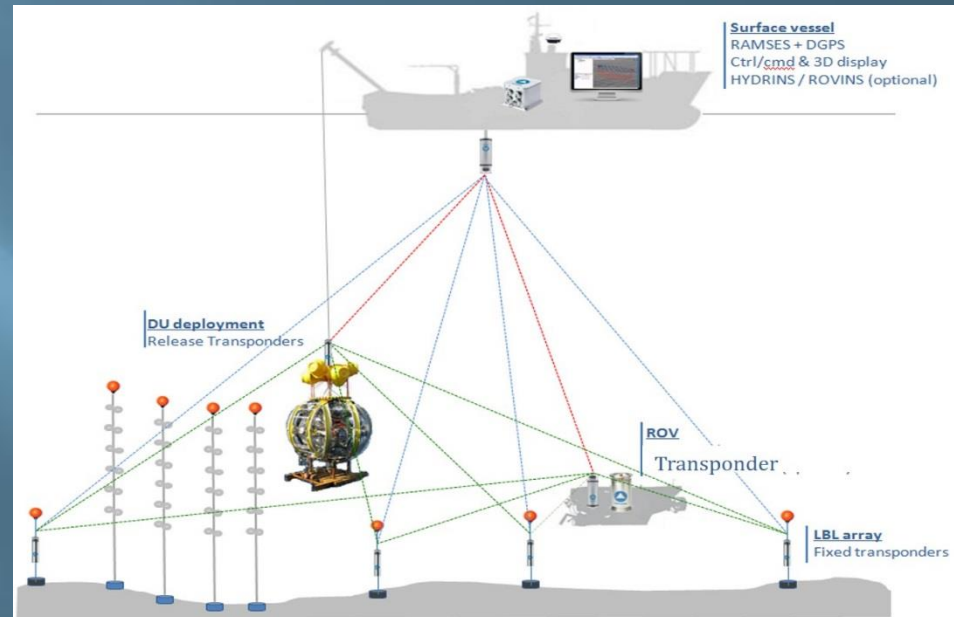 Surface vessel
RAMSES + DGPS
Ctrl/cmd & 3D display
HYDRINS / ROVINS (optional)
DU deployment
Release Transponders
ROV
Transponder
LBL array
Fixed transponders